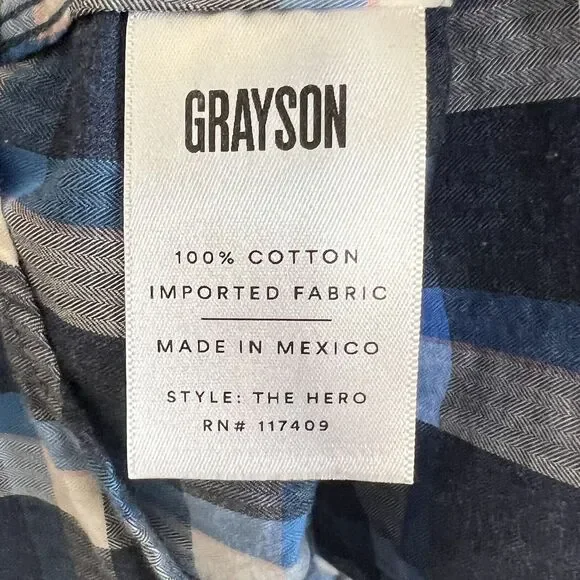 GRAYSON
100% COTTON
IMPORTED FABRIC
MADE IN MEXICO
STYLE: THE HERO
RN# 117409